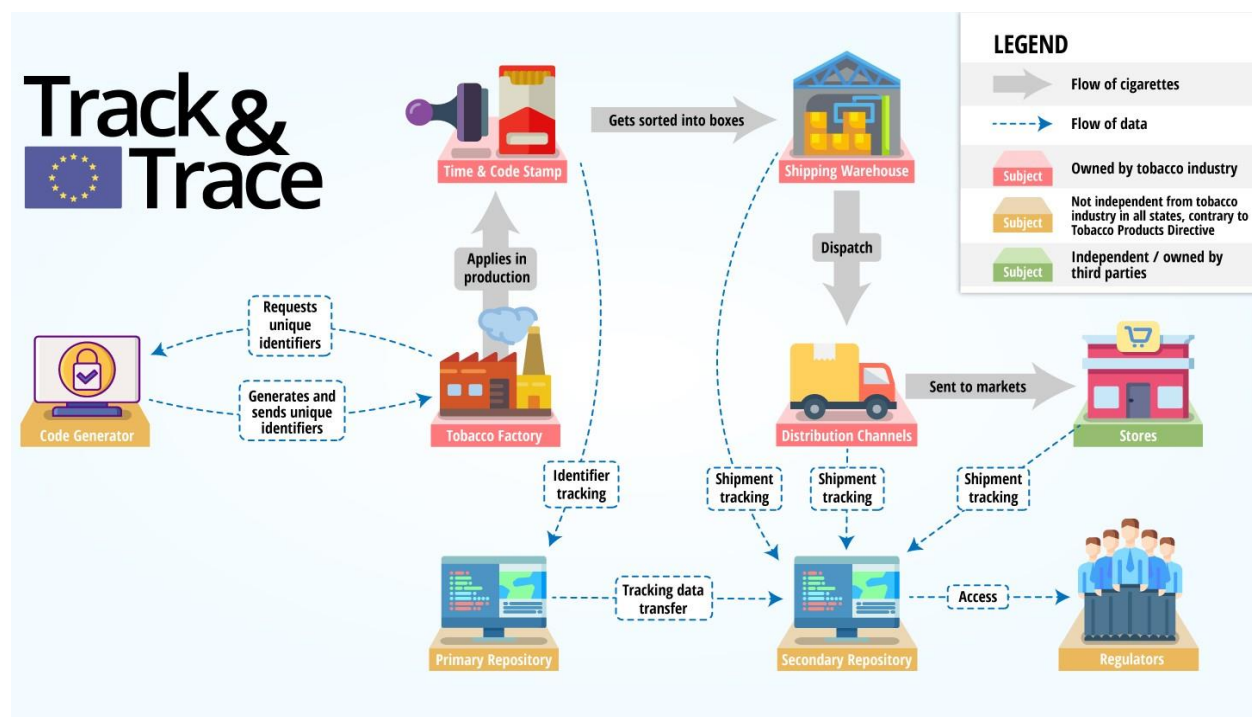 Track &
Trace
LEGEND
Flow of cigarettes
Flow of data
Subject
Owned by tobacco industry
Subject
Not independent from tobacco
industry in all states, contrary to
Tobacco Products Directive
Subject
Independent / owned by
third parties
Time & Code Stamp
Gets sorted into boxes
Shipping Warehouse
Applies in
production
Dispatch
Requests
unique
identifiers
Generates and
sends unique
identifiers
Code Generator
Tobacco Factory
Distribution Channels
Sent to markets
Stores
Identifier
tracking
Shipment
tracking
Shipment
tracking
Shipment
tracking
Primary Repository
Tracking data
transfer
Secondary Repository
Access
Regulators